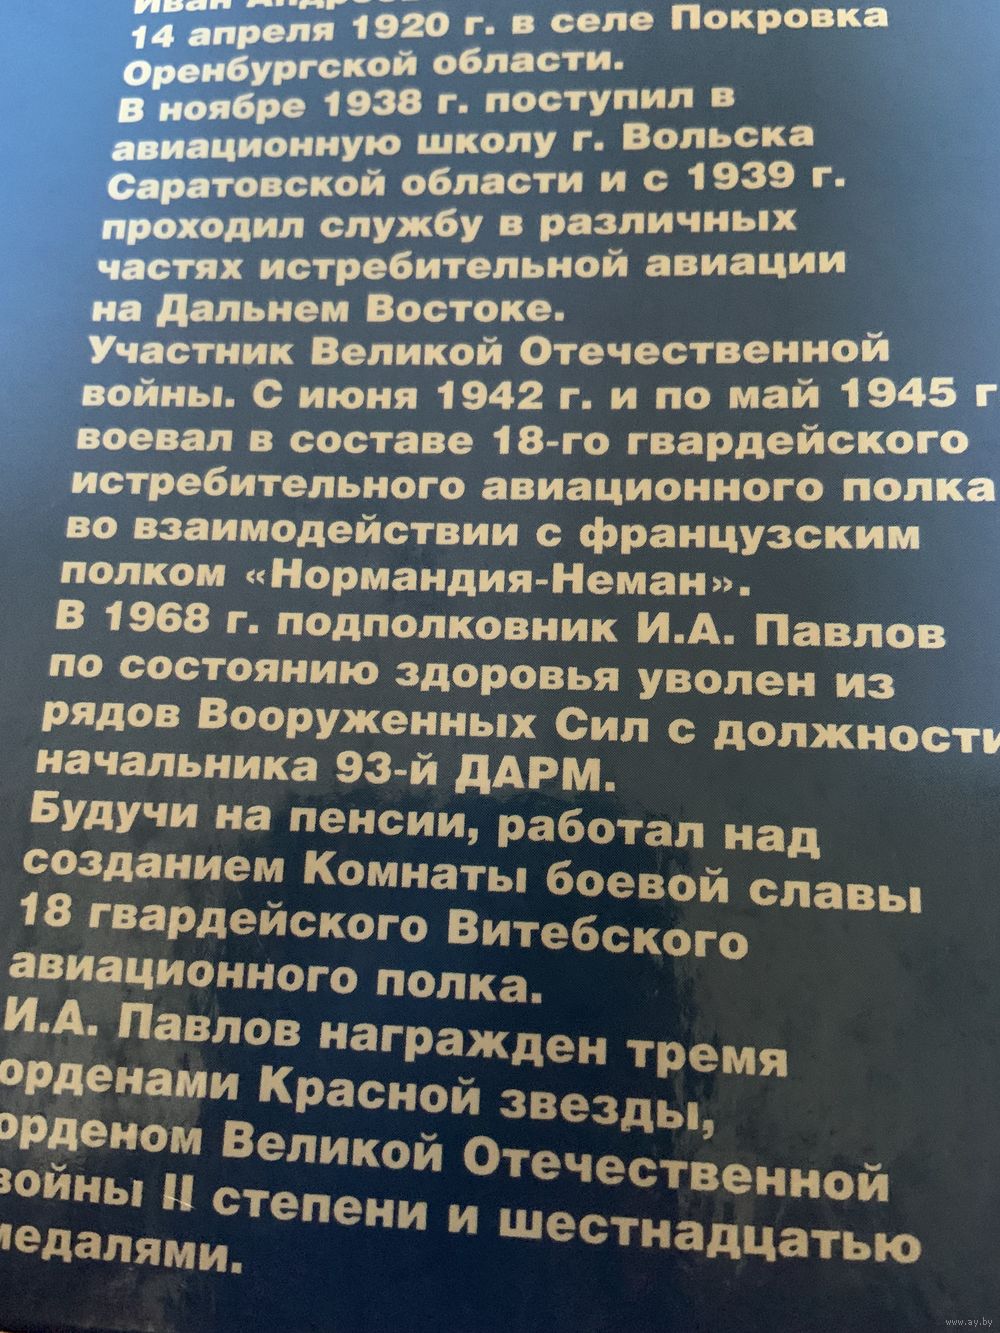 Иван
14 апреля 1920 г. в селе Покровка
Оренбургской области.
В ноябре 1938 г. поступил в
авиационную школу г. Вольска
Саратовской области и с 1939 г.
проходил службу в различных
частях истребительной авиации
на Дальнем Востоке.
Участник Великой Отечественной
войны. С июня 1942 г. и по май 1945 г
воевал в составе 18-го гвардейского
истребительного авиационного полка
во взаимодействии с французским
полком «Нормандия-Неман».
В 1968 г. подполковник И.А. Павлов
по состоянию здоровья уволен из
рядов Вооруженных Сил с должности
начальника 93-й ДАРМ.
Будучи на пенсии, работал над
созданием Комнаты боевой славы
18 гвардейского Витебского
авиационного полка.
И.А. Павлов награжден тремя
орденами Красной звезды,
орденом Великой Отечественной
войны II степени и шестнадцатью
медалями.
www.ay.by